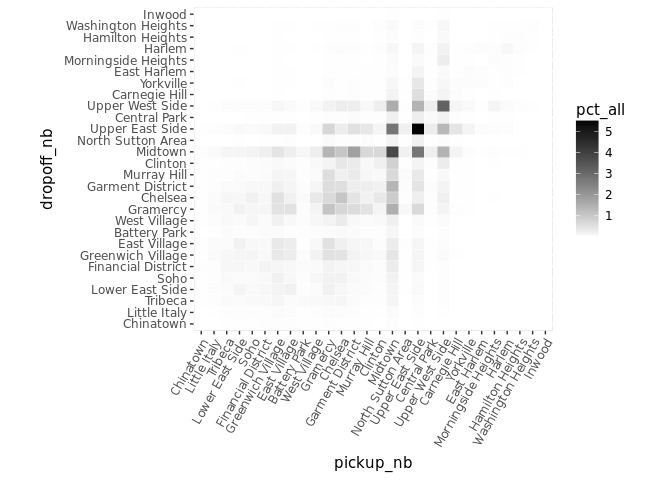 Inwood
Washington Heights
Hamilton Heights
Harlem
Morningside Heights
East Harlem
Yorkville
Carnegie Hill
Upper West Side
Central Park
Upper East Side
North Sutton Area
Midtown
Clinton
Murray Hill
Garment District
Chelsea
Gramercy
West Village
Battery Park
East Village
Greenwich Village
Financial District
Soho
Lower East Side
Tribeca
Little Italy
Chinatown
dropoff_nb
Chinatown
Little Italy
Tribeca
Lower East Side
Soho
Financial District
Greenwich Village
East Village
Battery Park
West Village
Gramercy
Chelsea
Garment District
Murray Hill
Clinton
Midtown
North Sutton Area
Upper East Side
Central Park
Upper West Side
Carnegie Hill
Yorkville
East Harlem
Morningside Heights
Harlem
Hamilton Heights
Washington Heights
Inwood
pickup_nb
pct_all
5
4
3
2
1